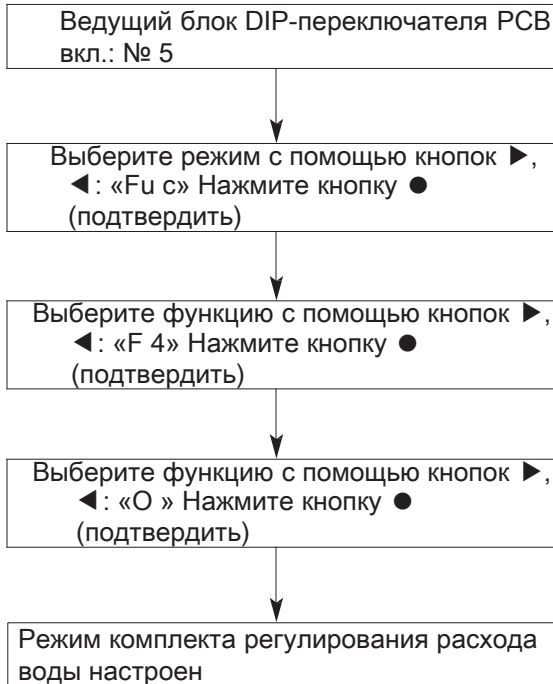 Ведущий блок DIP-переключателя PCB
вкл.: № 5
Выберите режим с помощью кнопок ▶,
◀: «Fu c» Нажмите кнопку ●
(подтвердить)
Выберите функцию с помощью кнопок ▶,
◀: «F 4» Нажмите кнопку ●
(подтвердить)
Выберите функцию с помощью кнопок ▶,
◀: «O » Нажмите кнопку ●
(подтвердить)
Режим комплекта регулирования расхода
воды настроен